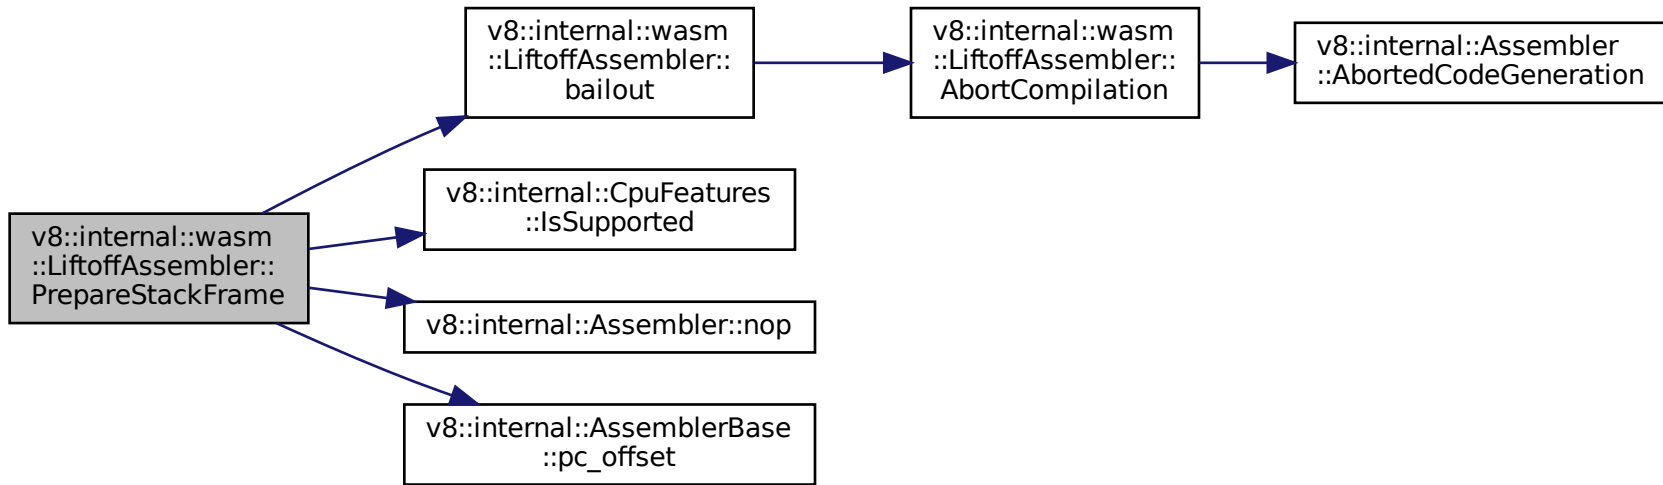 v8::internal::wasm
::LiftoffAssembler::
bailout
v8::internal::wasm
::LiftoffAssembler::
AbortCompilation
v8::internal::Assembler
::AbortedCodeGeneration
v8::internal::CpuFeatures
::IsSupported
v8::internal::wasm
::LiftoffAssembler::
PrepareStackFrame
v8::internal::Assembler::nop
v8::internal::AssemblerBase
::pc_offset